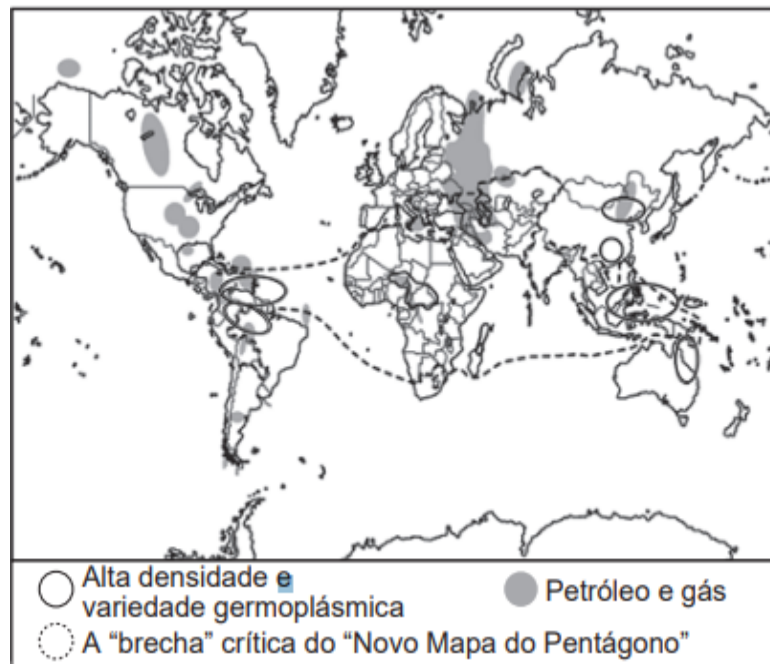 Alta densidade e
variedade germoplásmica
Petróleo e gás
A “brecha” crítica do “Novo Mapa do Pentágono”